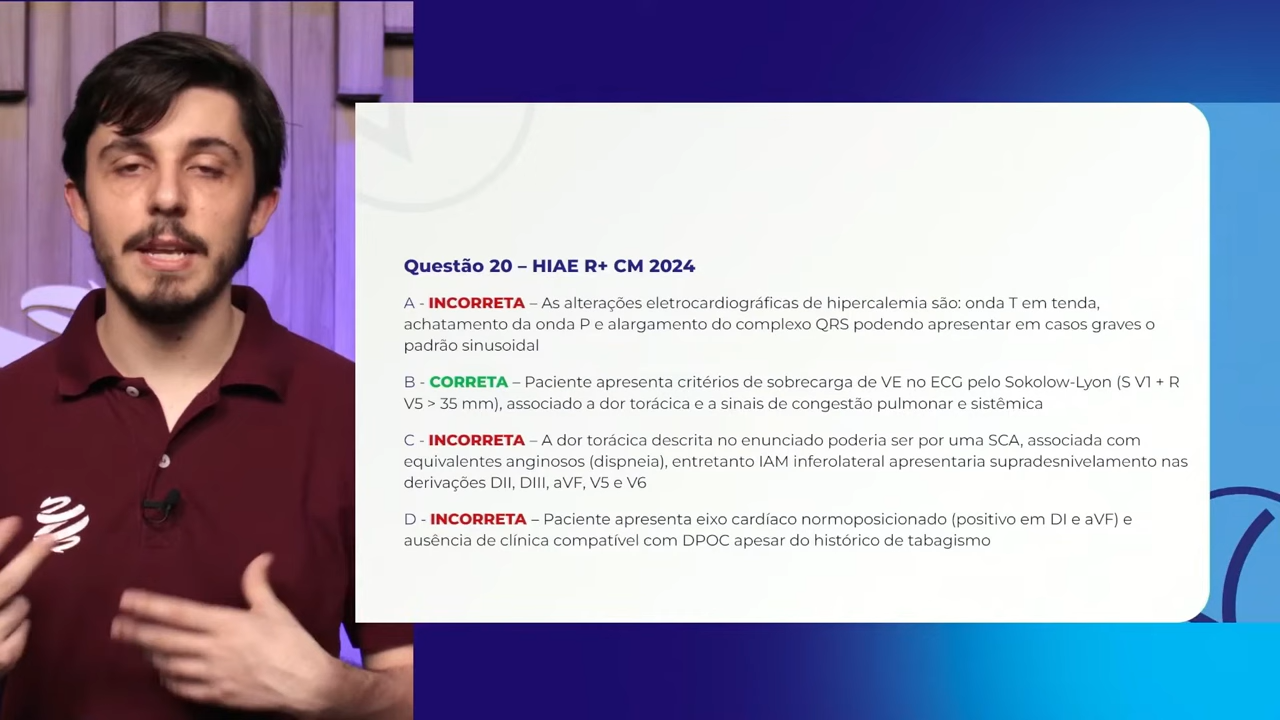 Questão 20 – HIAE R+ CM 2024
A - INCORRETA – As alterações eletrocardiográficas de hipercalemia são: onda T em tenda,
achatamento da onda P e alargamento do complexo QRS podendo apresentar em casos graves o
padrão sinusoidal
B - CORRETA – Paciente apresenta critérios de sobrecarga de VE no ECG pelo Sokolow-Lyon (S V1 + R
V5 > 35 mm), associado a dor torácica e a sinais de congestão pulmonar e sistêmica
C - INCORRETA – A dor torácica descrita no enunciado poderia ser por uma SCA, associada com
equivalentes anginosos (dispneia), entretanto IAM inferolateral apresentaria supradesnivelamento nas
derivações DII, DIII, aVF, V5 e V6
D - INCORRETA – Paciente apresenta eixo cardíaco normoposicionado (positivo em DI e aVF) e
ausência de clínica compatível com DPOC apesar do histórico de tabagismo